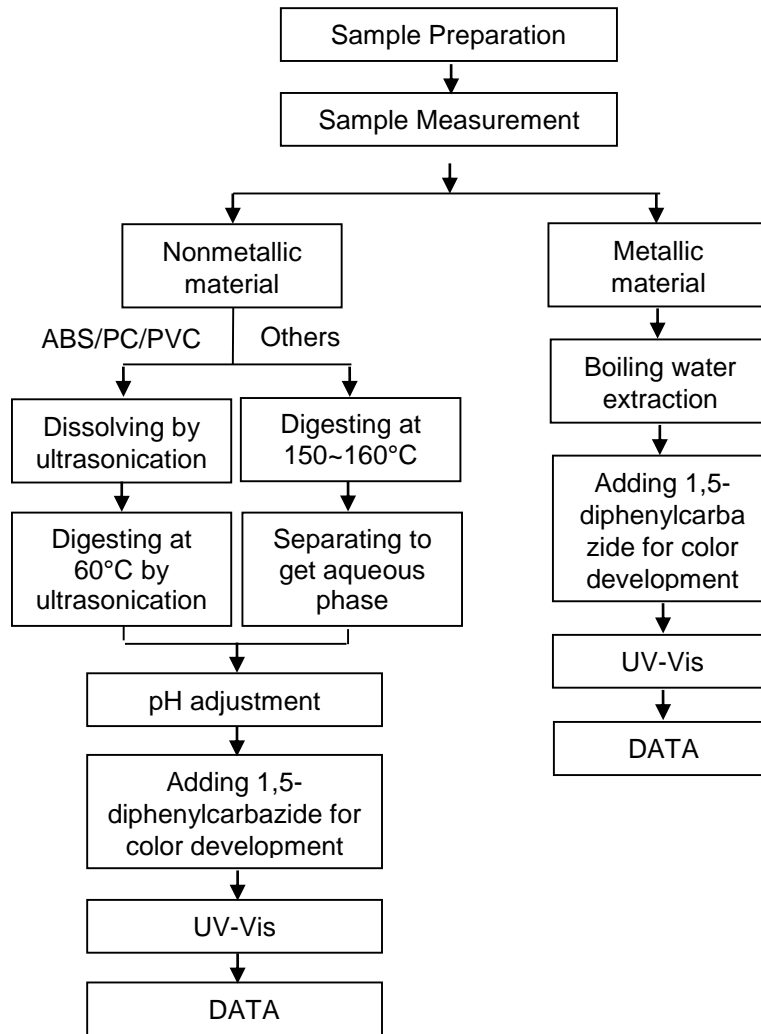 Sample Preparation
Sample Measurement
Nonmetallic
material
ABS/PC/PVC
Others
Dissolving by
ultrasonication
Digesting at
150~160°C
Digesting at
60°C by
ultrasonication
Separating to
get aqueous
phase
pH adjustment
Adding 1,5-
diphenylcarbazide for
color development
UV-Vis
DATA
Metallic
material
Boiling water
extraction
Adding 1,5-
diphenylcarba
zide for color
development
UV-Vis
DATA